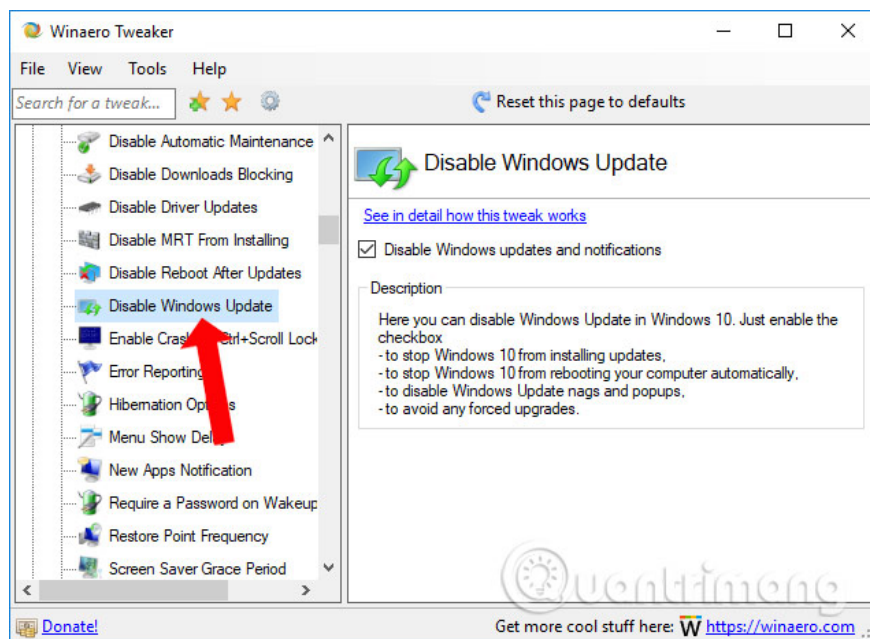 Winaero Tweaker
File View Tools Help
Search for a tweak...
Reset this page to defaults
Disable Automatic Maintenance
Disable Downloads Blocking
Disable Driver Updates
Disable MRT From Installing
Disable Reboot After Updates
Disable Windows Update
Enable Cras Ctrl+Scroll Lock
Error Reporting
Hibernation Op s
Menu Show Del
New Apps Notification
Require a Password on Wakeup
Restore Point Frequency
Screen Saver Grace Period
Disable Windows Update
See in detail how this tweak works
Disable Windows updates and notifications
Description
Here you can disable Windows Update in Windows 10. Just enable the
checkbox
- to stop Windows 10 from installing updates,
- to stop Windows 10 from rebooting your computer automatically,
- to disable Windows Update nags and popups,
- to avoid any forced upgrades.
Quantrimang
Donate!
Get more cool stuff here: W https://winaero.com